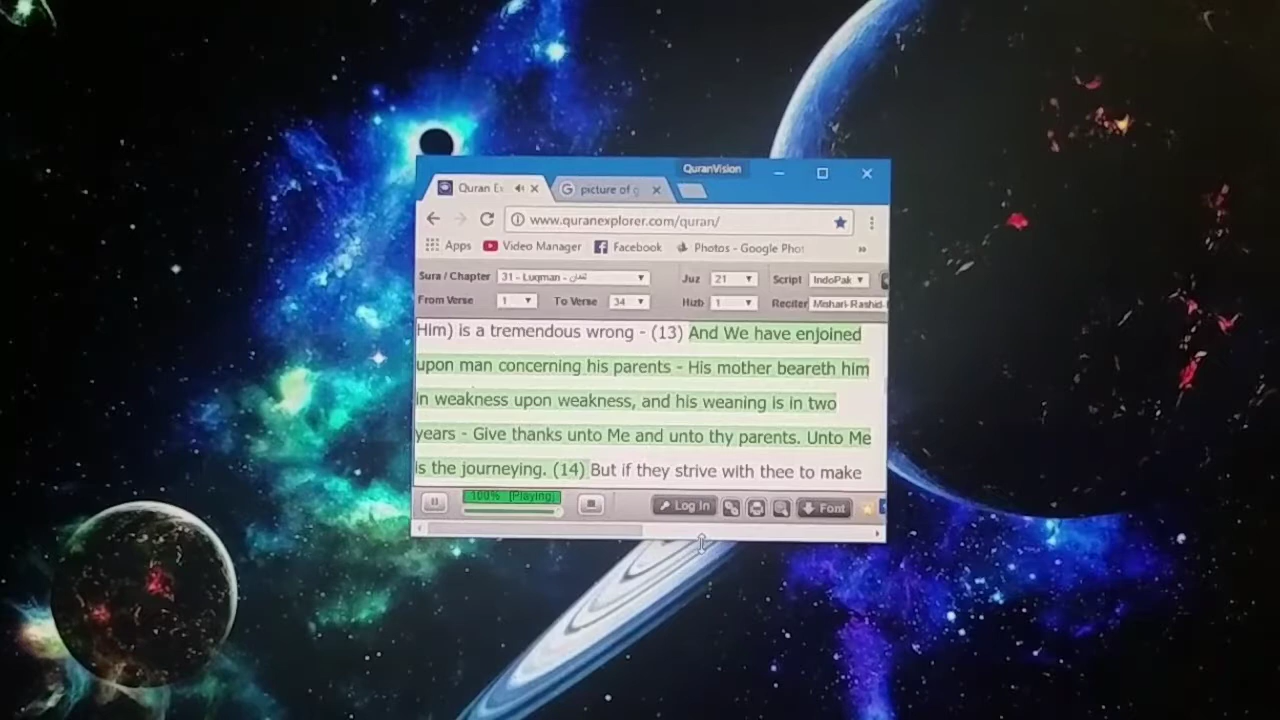 QuranVision
Quran Ex
picture of g
www.quranexplorer.com/quran/
Apps Video Manager Facebook Photos - Google Phot
Sura / Chapter 31 - Luqman - لقمان Juz 21 Script IndoPak
From Verse 1 To Verse 34 Hizb 1 Reciter Mishari-Rashid-
Him) is a tremendous wrong - (13) And We have enjoined
upon man concerning his parents - His mother beareth him
in weakness upon weakness, and his weaning is in two
years - Give thanks unto Me and unto thy parents. Unto Me
is the journeying. (14) But if they strive with thee to make
100% [Playing] Log In Font